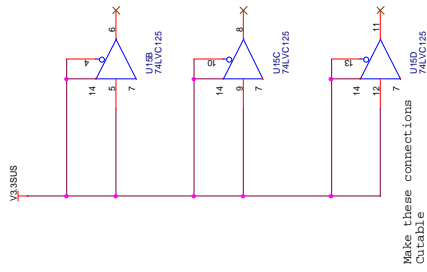 V3.3SUS
6
4
14
5
7
U15B
74LVC125
8
10
14
9
7
U15C
74LVC125
11
13
14
12
7
U15D
74LVC125
Make these connections
Cutable